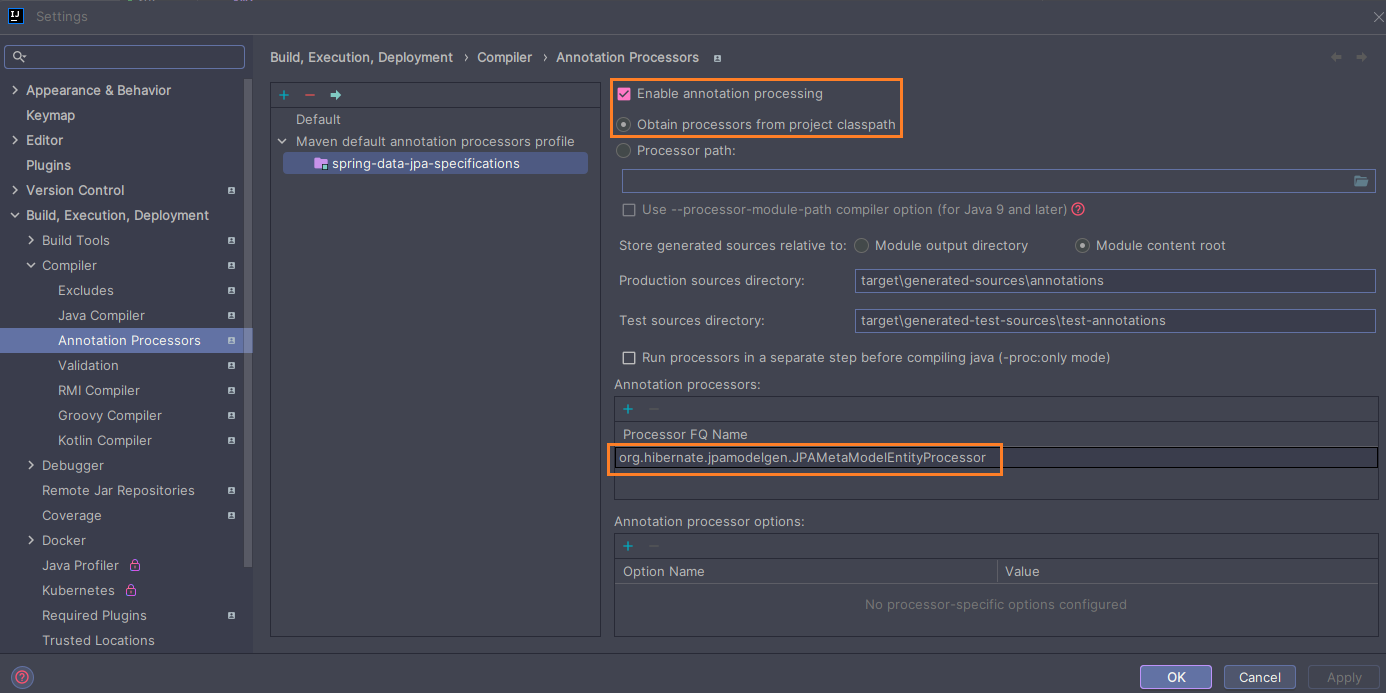 Settings
Appearance & Behavior
Keymap
Editor
Plugins
Version Control
Build, Execution, Deployment
Build Tools
Compiler
Excludes
Java Compiler
Annotation Processors
Validation
RMI Compiler
Groovy Compiler
Kotlin Compiler
Debugger
Remote Jar Repositories
Coverage
Docker
Java Profiler
Kubernetes
Required Plugins
Trusted Locations
Build, Execution, Deployment › Compiler › Annotation Processors
Default
Maven default annotation processors profile
spring-data-jpa-specifications
Enable annotation processing
Obtain processors from project classpath
Processor path:
Use --processor-module-path compiler option (for Java 9 and later)
Store generated sources relative to: Module output directory Module content root
Production sources directory: target\generated-sources\annotations
Test sources directory: target\generated-test-sources\test-annotations
Run processors in a separate step before compiling java (-proc:only mode)
Annotation processors:
Processor FQ Name
org.hibernate.jpamodelgen.JPAMetaModelEntityProcessor
Annotation processor options:
Option Name Value
No processor-specific options configured
OK Cancel Apply